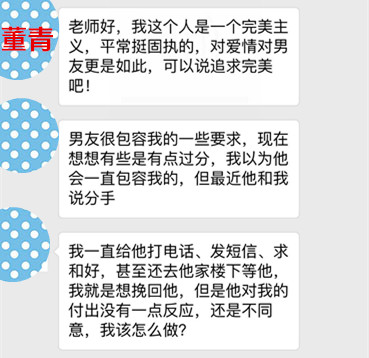 董青
老师好，我这个人是一个完美主
义，平常挺固执的，对爱情对男
友更是如此，可以说追求完美
吧！
男友很包容我的一些要求，现在
想想有些是有点过分，我以为他
会一直包容我的，但最近他和我
说分手
我一直给他打电话、发短信、求
和好，甚至还去他家楼下等他，
我就是想挽回他，但是他对我的
付出没有一点反应，还是不同
意，我该怎么做？